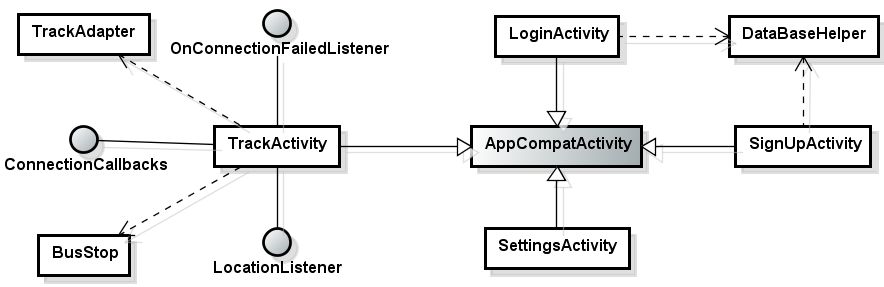 TrackAdapter
OnConnectionFailedListener
LoginActivity
DataBaseHelper
ConnectionCallbacks
TrackActivity
AppCompatActivity
SignUpActivity
BusStop
LocationListener
SettingsActivity